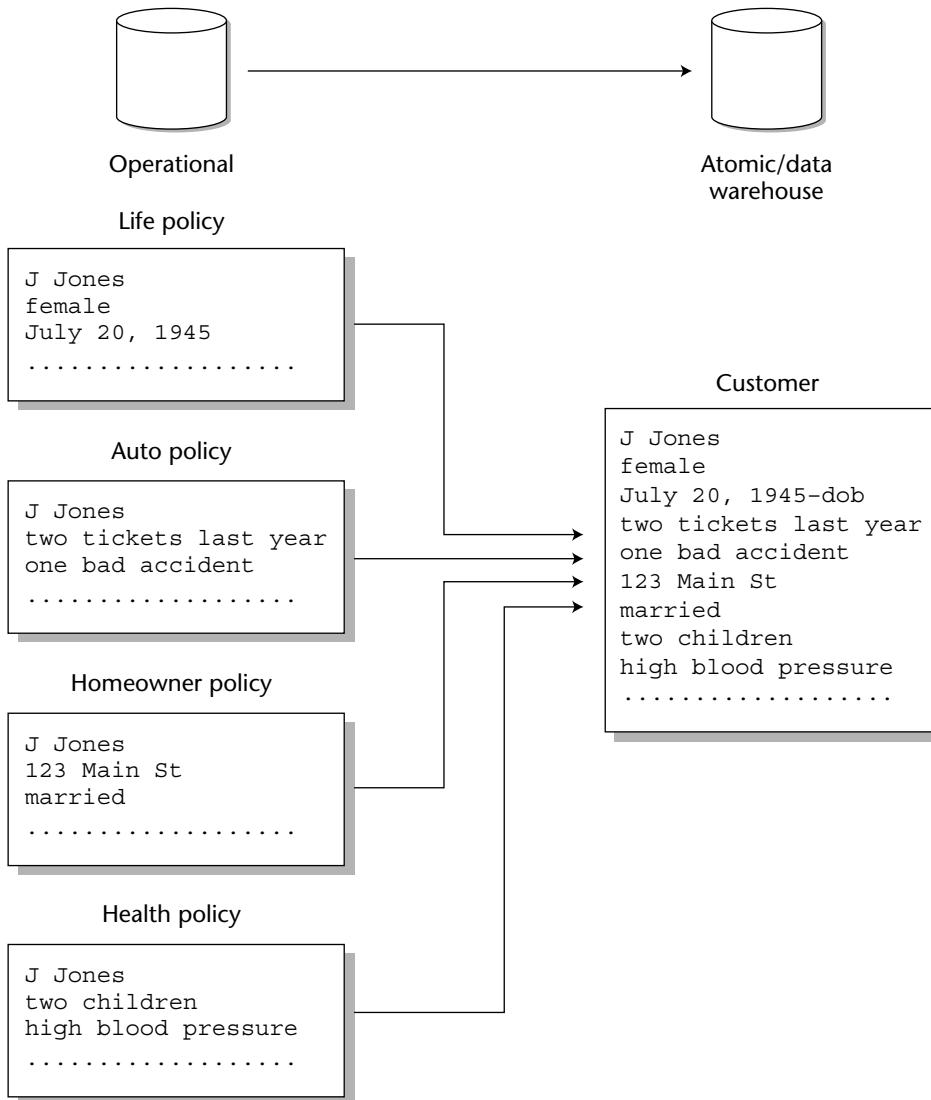 Operational
Atomic/data
warehouse
Life policy
J Jones
female
July 20, 1945
...................
Auto policy
J Jones
two tickets last year
one bad accident
...................
Homeowner policy
J Jones
123 Main St
married
...................
Health policy
J Jones
two children
high blood pressure
...................
Customer
J Jones
female
July 20, 1945–dob
two tickets last year
one bad accident
123 Main St
married
two children
high blood pressure
...................